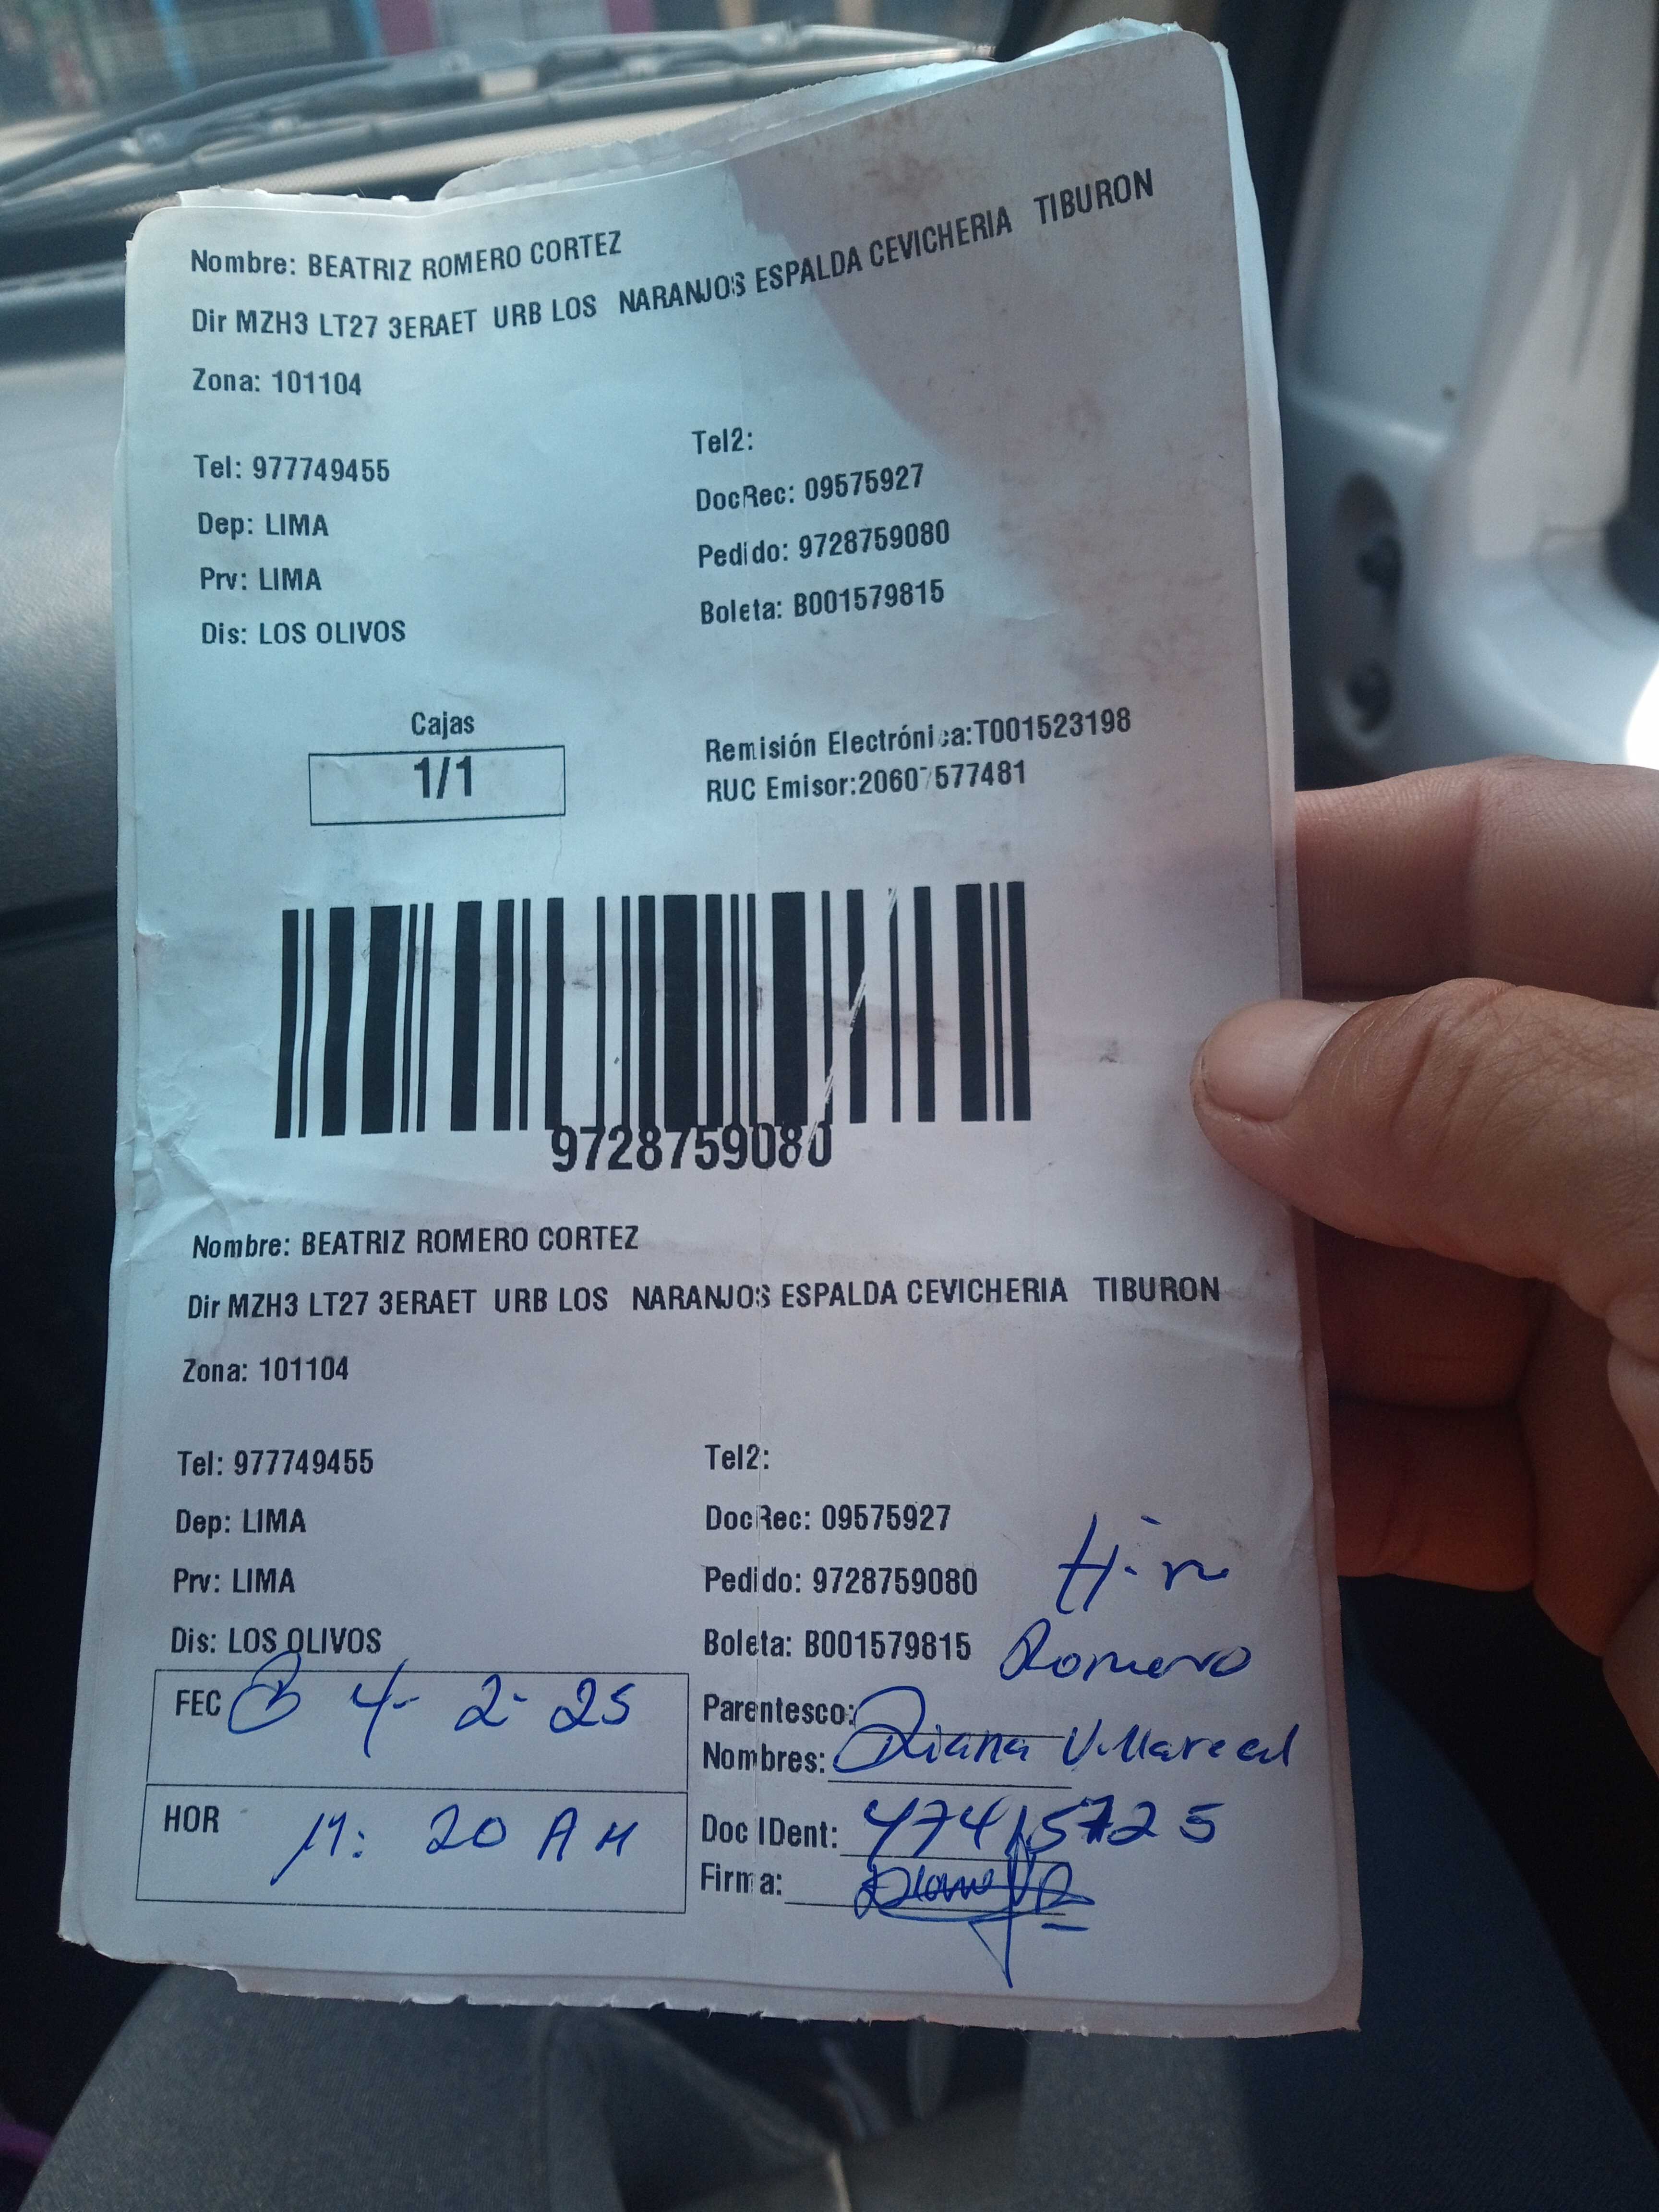 Nombre: BEATRIZ ROMERO CORTEZ
Dir MZH3 LT27 3ERAET URB LOS NARANJOS ESPALDA CEVICHERIA TIBURON
Zona: 101104
Tel: 977749455
Tel2:
Dep: LIMA
DocRec: 09575927
Prv: LIMA
Pedido: 9728759080
Dis: LOS OLIVOS
Boleta: B001579815
Cajas
1/1
Remisión Electrónica:T001523198
RUC Emisor:20607577481
9728759080
Nombre: BEATRIZ ROMERO CORTEZ
Dir MZH3 LT27 3ERAET URB LOS NARANJOS ESPALDA CEVICHERIA TIBURON
Zona: 101104
Tel: 977749455
Tel2:
Dep: LIMA
DocRec: 09575927
Prv: LIMA
Pedido: 9728759080
Dis: LOS OLIVOS
Boleta: B001579815
Romero
FEC 4- 2- 25
Parentesco:
Nombres: Diana Villareal
HOR 11: 20 AM
Doc IDent:
Firma: